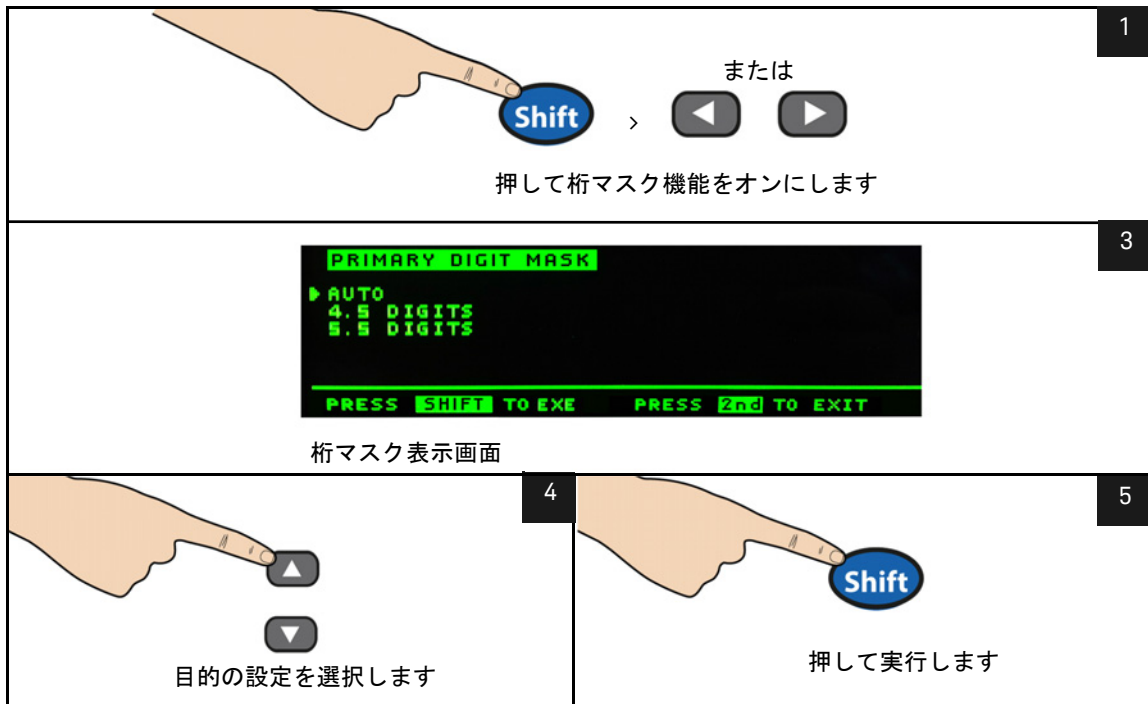 1
または
Shift >
押して桁マスク機能をオンにします
3
PRIMARY DIGIT MASK
AUTO
4.5 DIGITS
5.5 DIGITS
PRESS SHIFT TO EXE PRESS 2nd TO EXIT
桁マスク表示画面
4
目的の設定を選択します
5
Shift
押して実行します